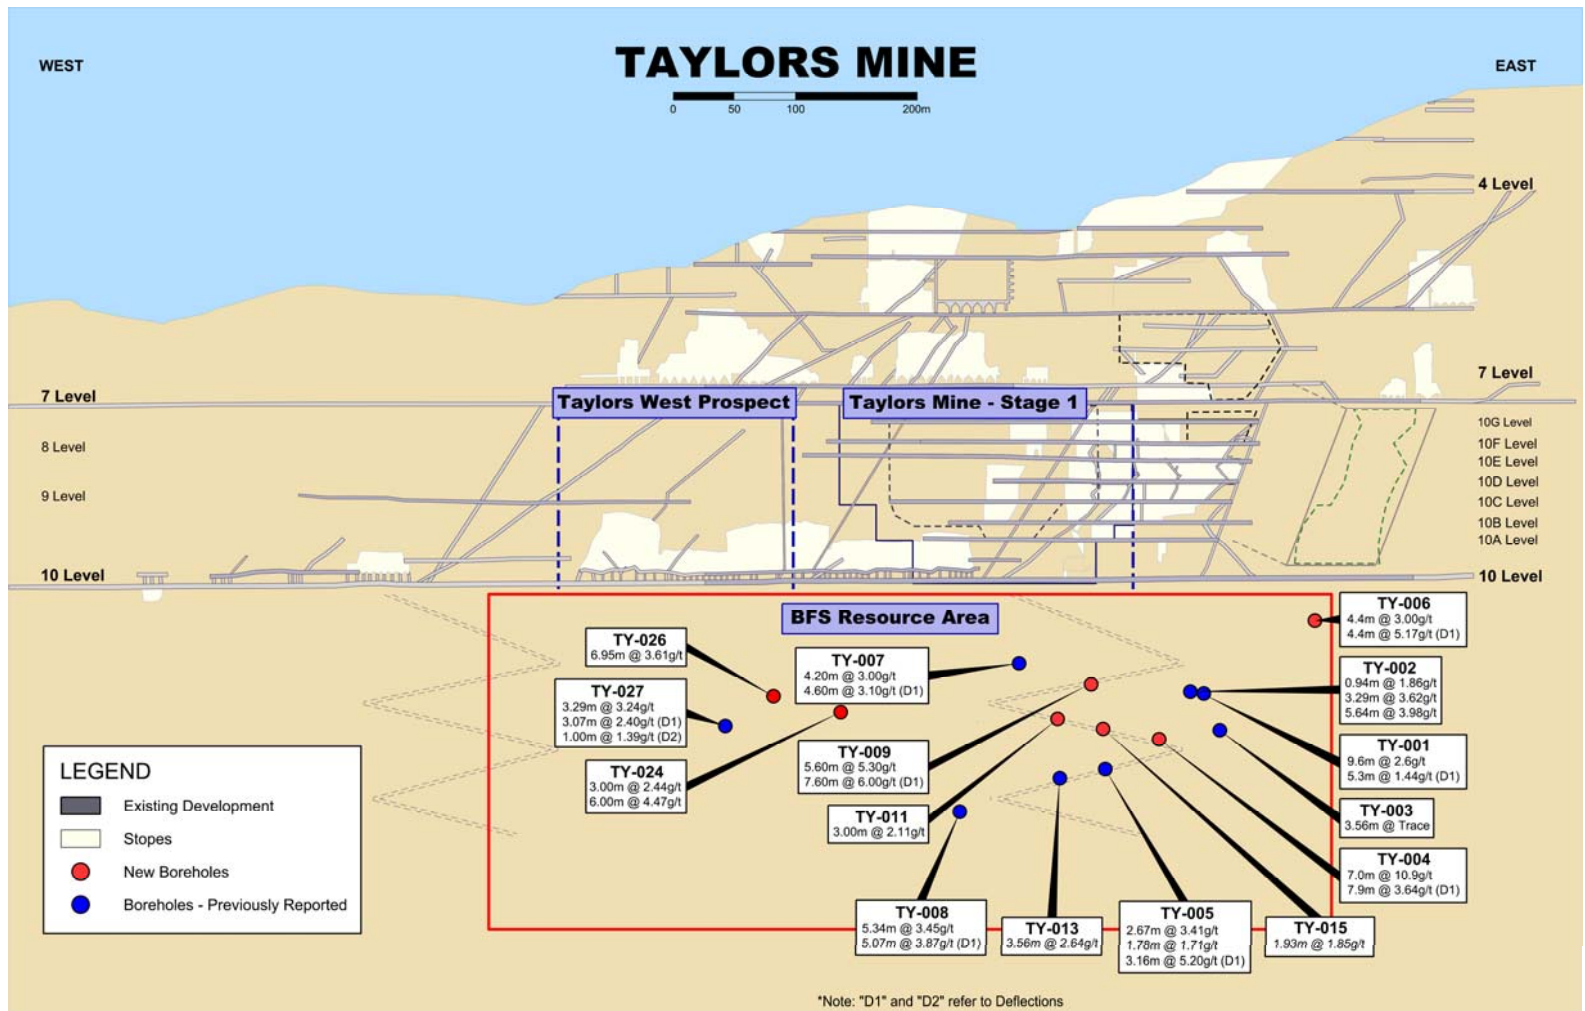 TAYLORS MINE
WEST
EAST
0 50 100 200m
4 Level
7 Level
7 Level
Taylors West Prospect
Taylors Mine - Stage 1
8 Level
9 Level
10G Level
10F Level
10E Level
10D Level
10C Level
10B Level
10A Level
10 Level
10 Level
BFS Resource Area
TY-006
4.4m @ 3.00g/t
4.4m @ 5.17g/t (D1)
TY-026
6.95m @ 3.61g/t
TY-007
4.20m @ 3.00g/t
4.60m @ 3.10g/t (D1)
TY-002
0.94m @ 1.86g/t
3.29m @ 3.62g/t
5.64m @ 3.98g/t
TY-027
3.29m @ 3.24g/t
3.07m @ 2.40g/t (D1)
1.00m @ 1.39g/t (D2)
TY-009
5.60m @ 5.30g/t
7.60m @ 6.00g/t (D1)
TY-001
9.6m @ 2.6g/t
5.3m @ 1.44g/t (D1)
TY-024
3.00m @ 2.44g/t
6.00m @ 4.47g/t
TY-011
3.00m @ 2.11g/t
TY-003
3.56m @ Trace
TY-004
7.0m @ 10.9g/t
7.9m @ 3.64g/t (D1)
TY-008
5.34m @ 3.45g/t
5.07m @ 3.87g/t (D1)
TY-013
3.56m @ 2.64g/t
TY-005
2.67m @ 3.41g/t
1.78m @ 1.71g/t
3.16m @ 5.20g/t (D1)
TY-015
1.93m @ 1.85g/t
LEGEND
Existing Development
Stopes
New Boreholes
Boreholes - Previously Reported
*Note: "D1" and "D2" refer to Deflections